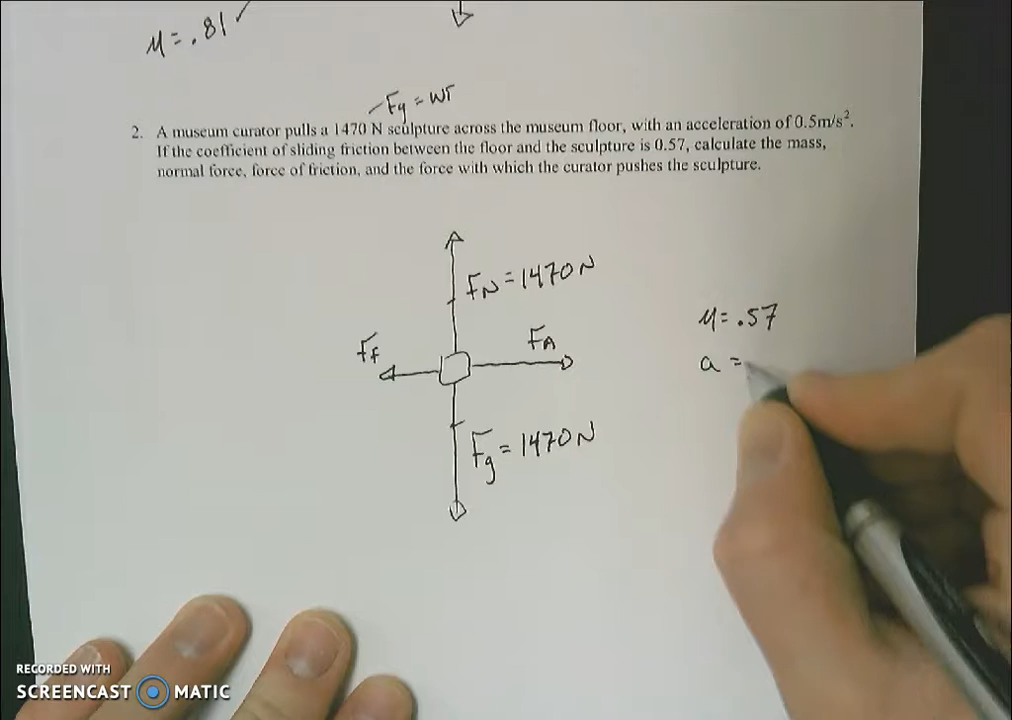 μ = .81 ✓
Fg = WT
2. A museum curator pulls a 1470 N sculpture across the museum floor, with an acceleration of 0.5m/s².
If the coefficient of sliding friction between the floor and the sculpture is 0.57, calculate the mass,
normal force, force of friction, and the force with which the curator pushes the sculpture.
FN = 1470N
μ = .57
Ff
FA
a =
Fg = 1470N
RECORDED WITH
SCREENCAST MATIC